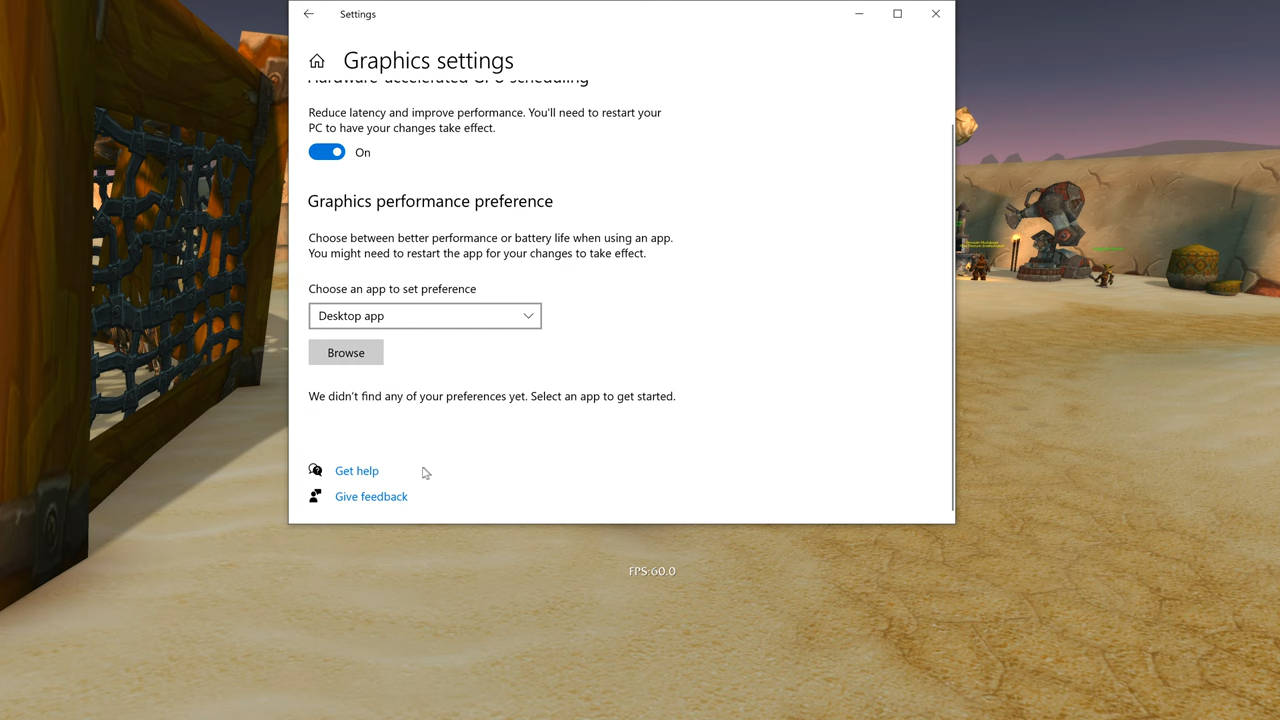 Settings
Graphics settings
Hardware-accelerated GPU scheduling
Reduce latency and improve performance. You'll need to restart your
PC to have your changes take effect.
On
Graphics performance preference
Choose between better performance or battery life when using an app.
You might need to restart the app for your changes to take effect.
Choose an app to set preference
Desktop app
Browse
We didn't find any of your preferences yet. Select an app to get started.
Get help
Give feedback
FPS:60.0